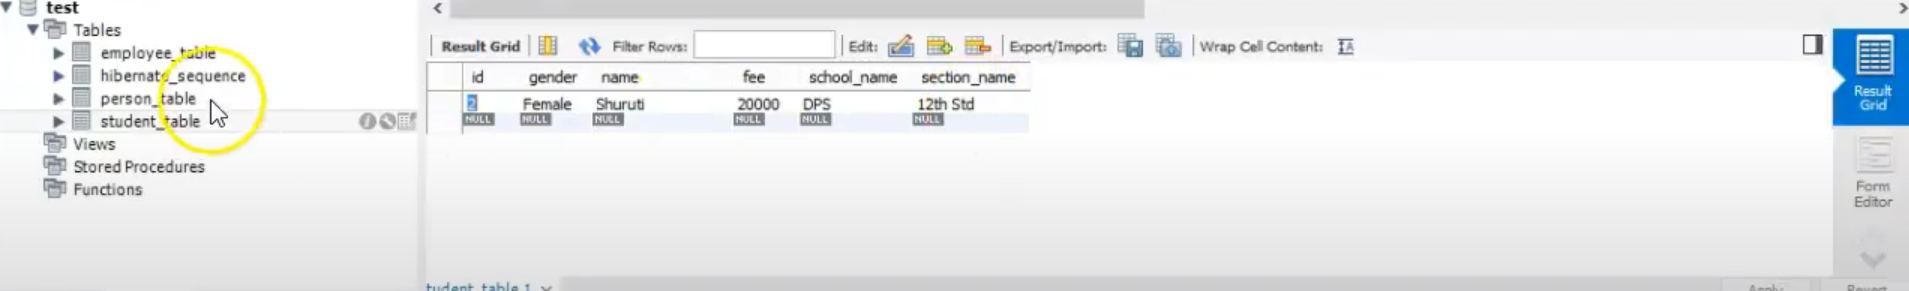 test
Tables
employee_table
hibernate_sequence
person_table
student_table
Views
Stored Procedures
Functions
Result Grid Filter Rows: Edit: Export/Import: Wrap Cell Content:
id gender name fee school_name section_name
2 Female Shuruti 20000 DPS 12th Std
NULL NULL NULL NULL NULL NULL
Result
Grid
Form
Editor
tudent_table 1
Apply Revert